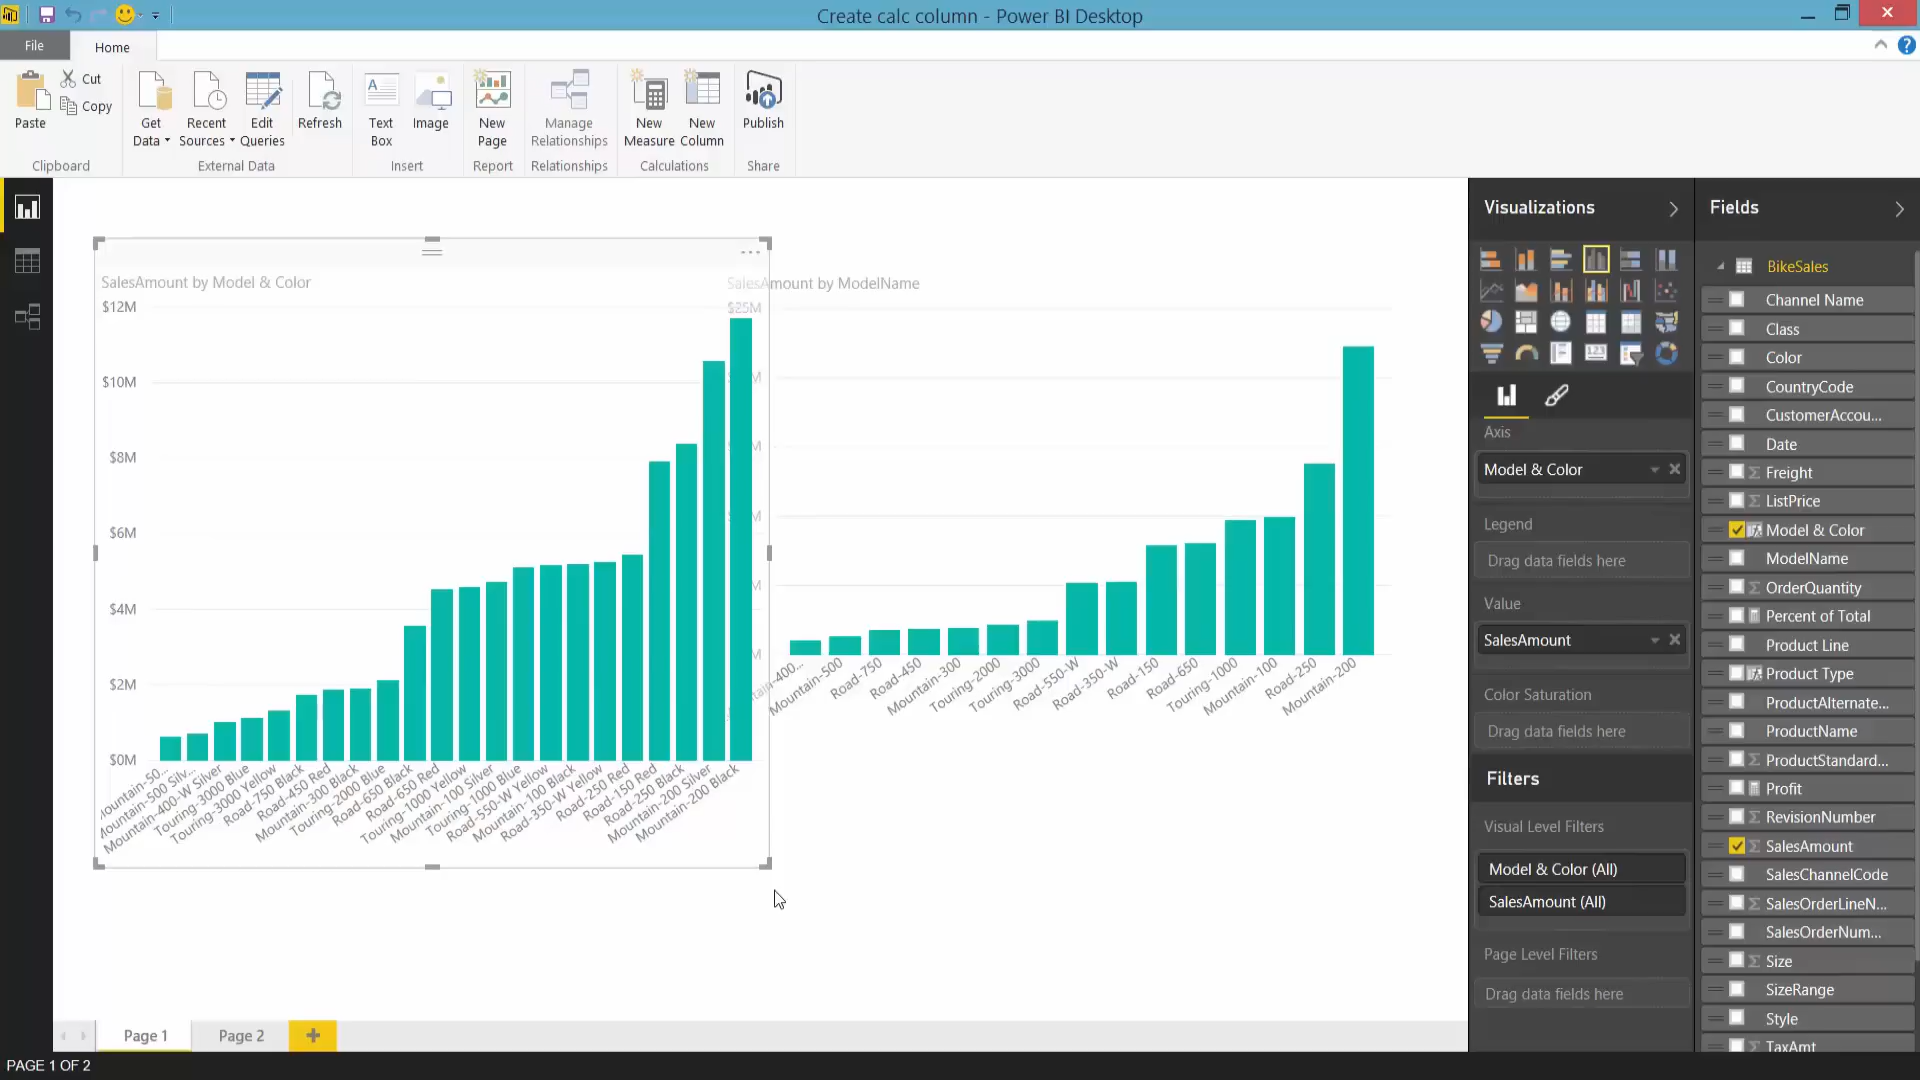 Create calc column - Power BI Desktop
File
Home
Paste
Cut
Copy
Clipboard
Get Data
Recent Sources
Edit Queries
Refresh
External Data
Text Box
Image
Insert
New Page
Report
Manage Relationships
Relationships
New Measure
New Column
Calculations
Publish
Share
SalesAmount by Model & Color
$12M
$10M
$8M
$6M
$4M
$2M
$0M
Mountain-500 Silv...
Mountain-400-W Silver
Touring-3000 Blue
Touring-3000 Yellow
Road-750 Black
Road-450 Red
Mountain-300 Black
Touring-2000 Blue
Road-650 Black
Road-650 Red
Touring-1000 Yellow
Mountain-100 Silver
Touring-1000 Blue
Road-550-W Yellow
Mountain-100 Black
Road-350-W Yellow
Road-250 Red
Road-150 Red
Road-250 Black
Mountain-200 Silver
Mountain-200 Black
SalesAmount by ModelName
$25M
Mountain-500
Road-750
Road-450
Mountain-300
Touring-2000
Touring-3000
Road-550-W
Road-350-W
Road-150
Road-650
Touring-1000
Mountain-100
Road-250
Mountain-200
Page 1
Page 2
PAGE 1 OF 2
Visualizations
Axis
Model & Color
Legend
Drag data fields here
Value
SalesAmount
Color Saturation
Drag data fields here
Filters
Visual Level Filters
Model & Color (All)
SalesAmount (All)
Page Level Filters
Drag data fields here
Fields
BikeSales
Channel Name
Class
Color
CountryCode
CustomerAccou...
Date
Freight
ListPrice
Model & Color
ModelName
OrderQuantity
Percent of Total
Product Line
Product Type
ProductAlternate...
ProductName
ProductStandard...
Profit
RevisionNumber
SalesAmount
SalesChannelCode
SalesOrderLineN...
SalesOrderNum...
Size
SizeRange
Style
TaxAmt